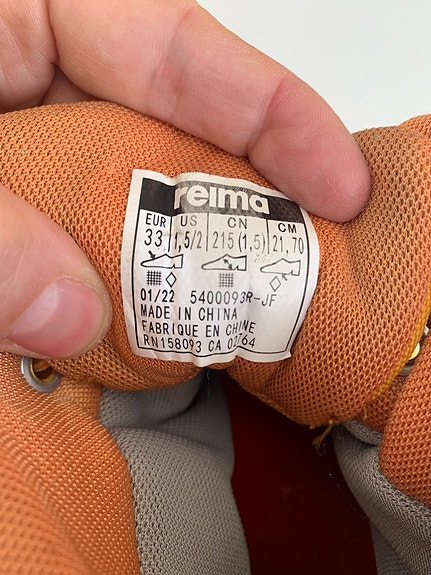 reima
EUR US CN CM
33 1,5/2 215(1,5) 21,70
01/22 5400093R-JF
MADE IN CHINA
FABRIQUE EN CHINE
RN158093 CA 02764